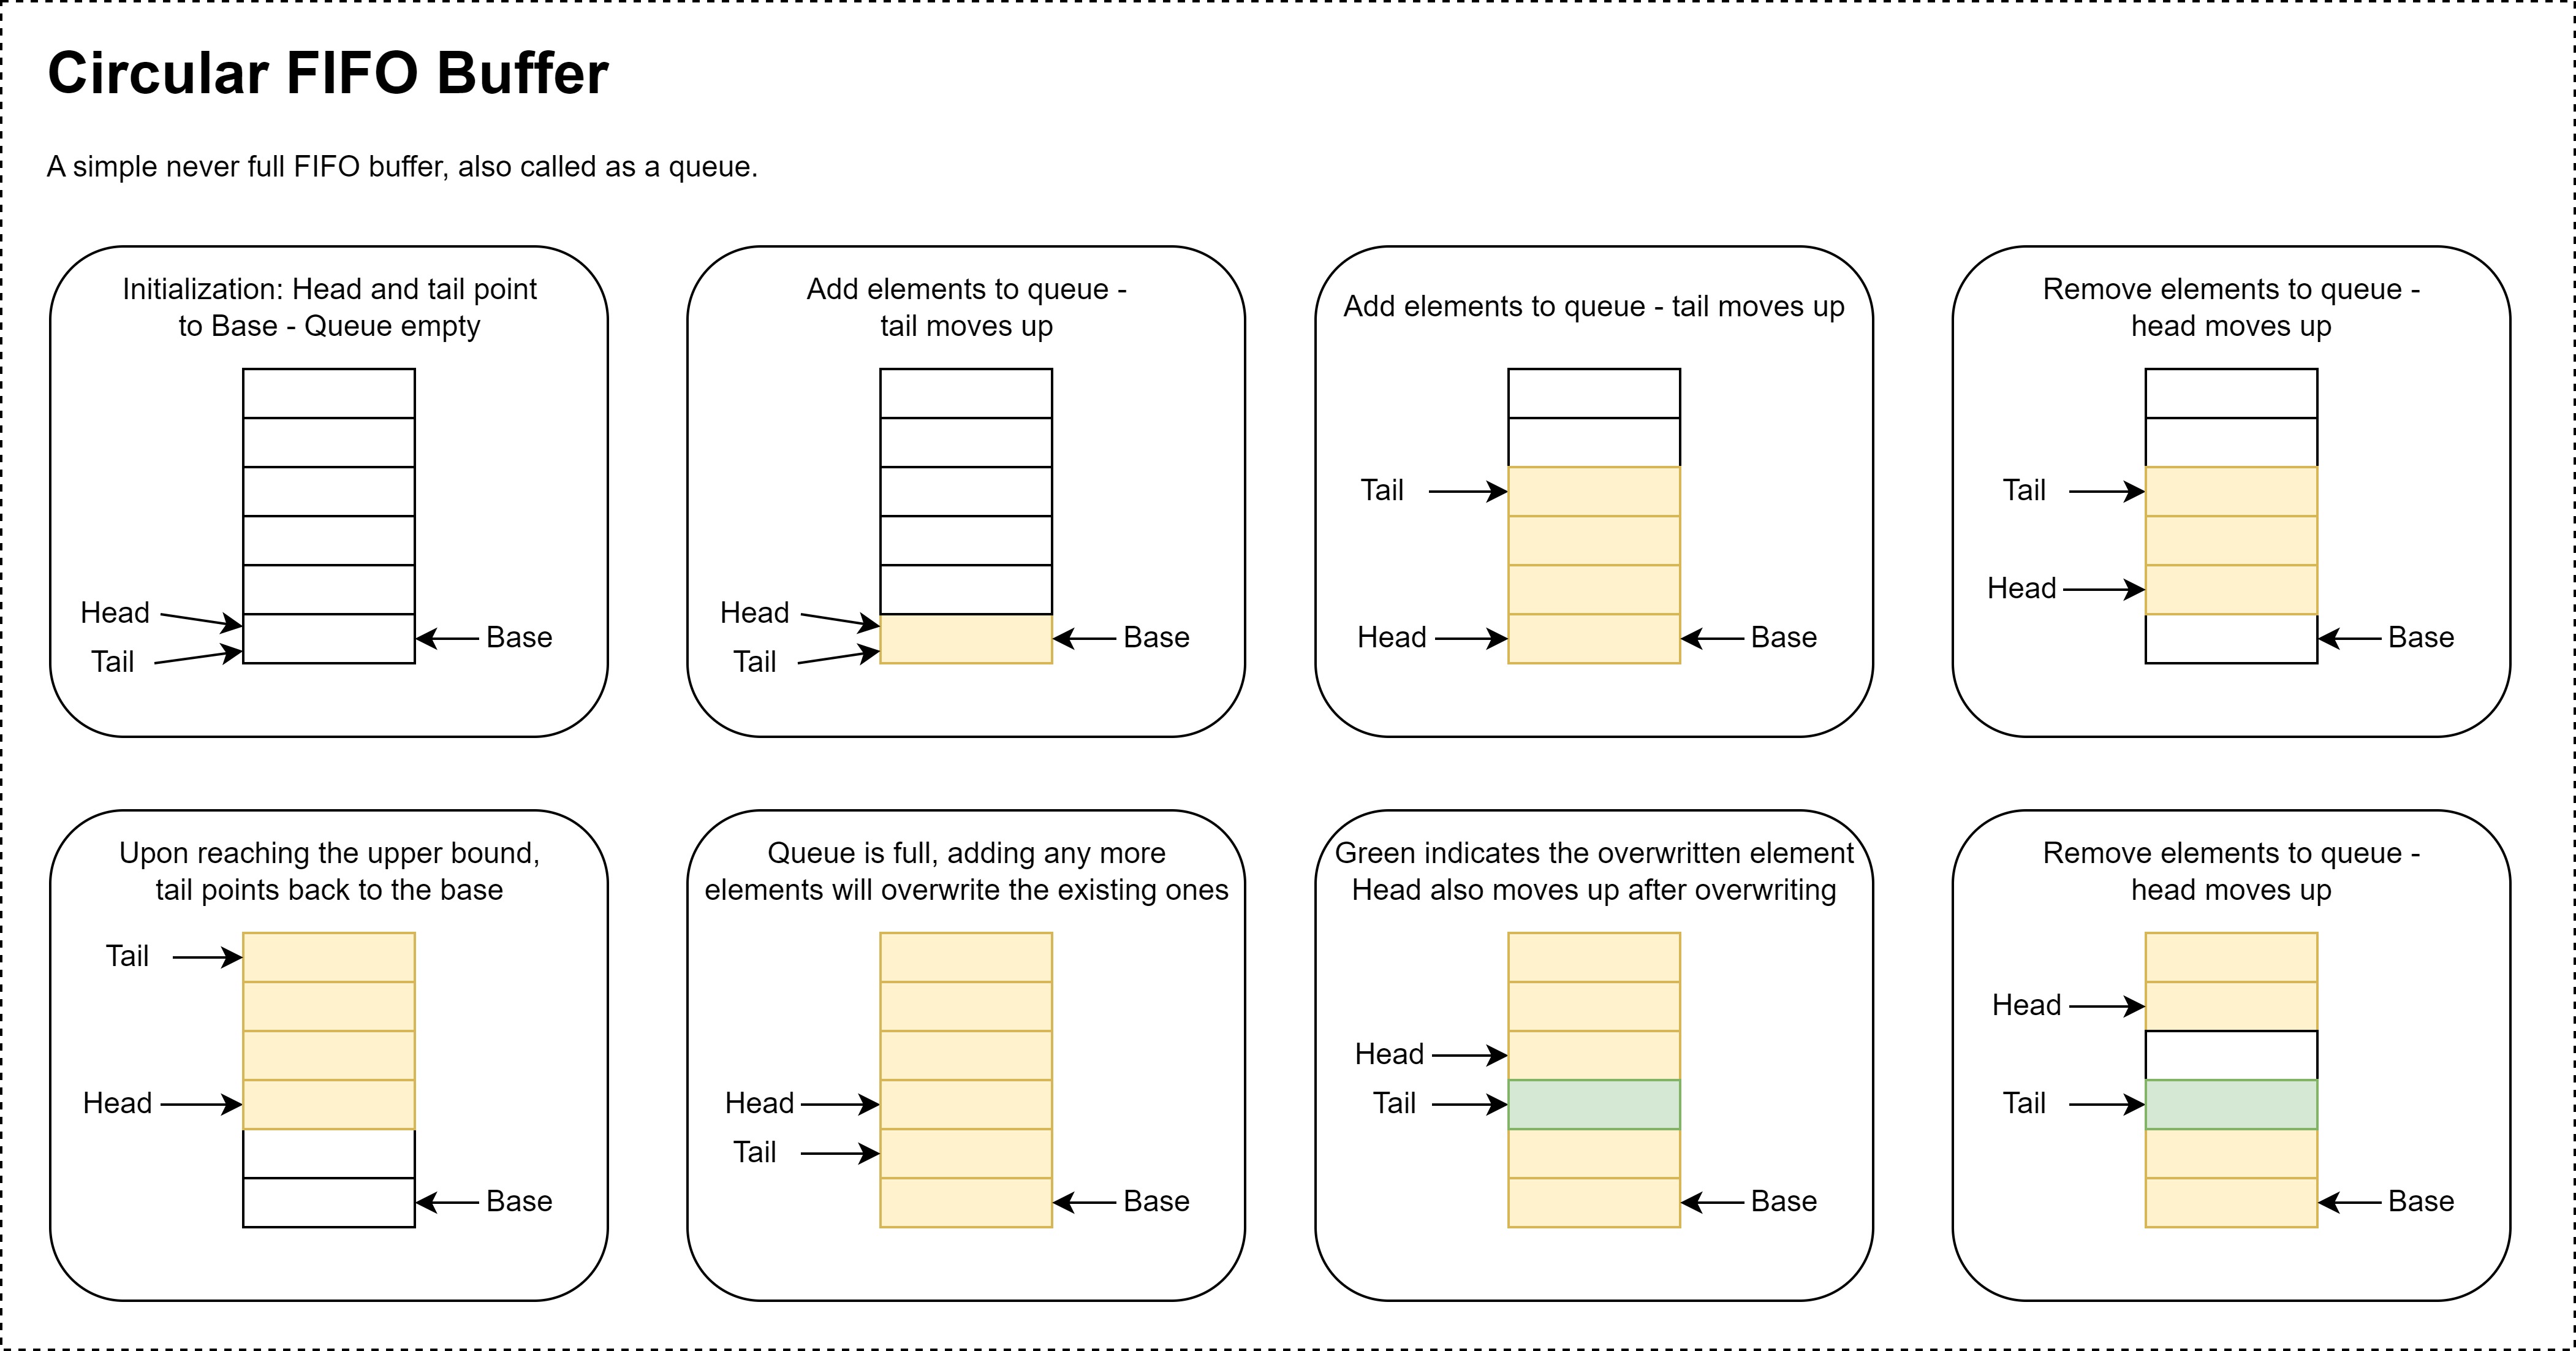 Circular FIFO Buffer
A simple never full FIFO buffer, also called as a queue.
Initialization: Head and tail point
to Base - Queue empty
Head
Tail
Base
Add elements to queue -
tail moves up
Head
Tail
Base
Add elements to queue - tail moves up
Tail
Head
Base
Remove elements to queue -
head moves up
Tail
Head
Base
Upon reaching the upper bound,
tail points back to the base
Tail
Head
Base
Queue is full, adding any more
elements will overwrite the existing ones
Head
Tail
Base
Green indicates the overwritten element
Head also moves up after overwriting
Head
Tail
Base
Remove elements to queue -
head moves up
Head
Tail
Base